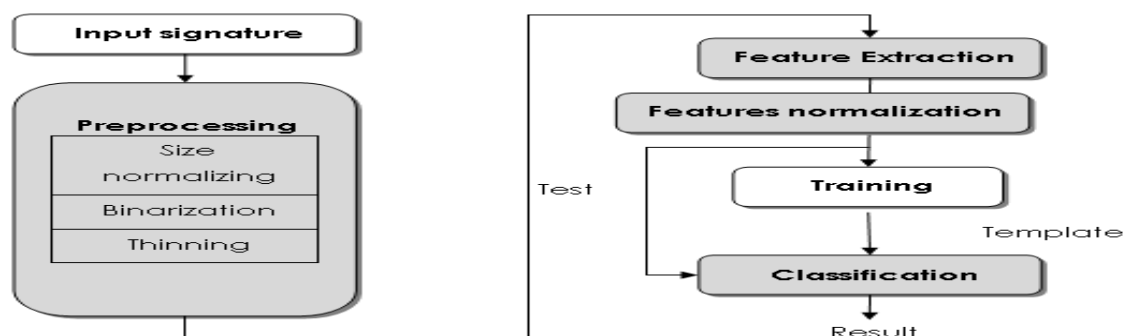 Input signature
Preprocessing
Size
normalizing
Binarization
Thinning
Feature Extraction
Features normalization
Test
Training
Template
Classification
Result